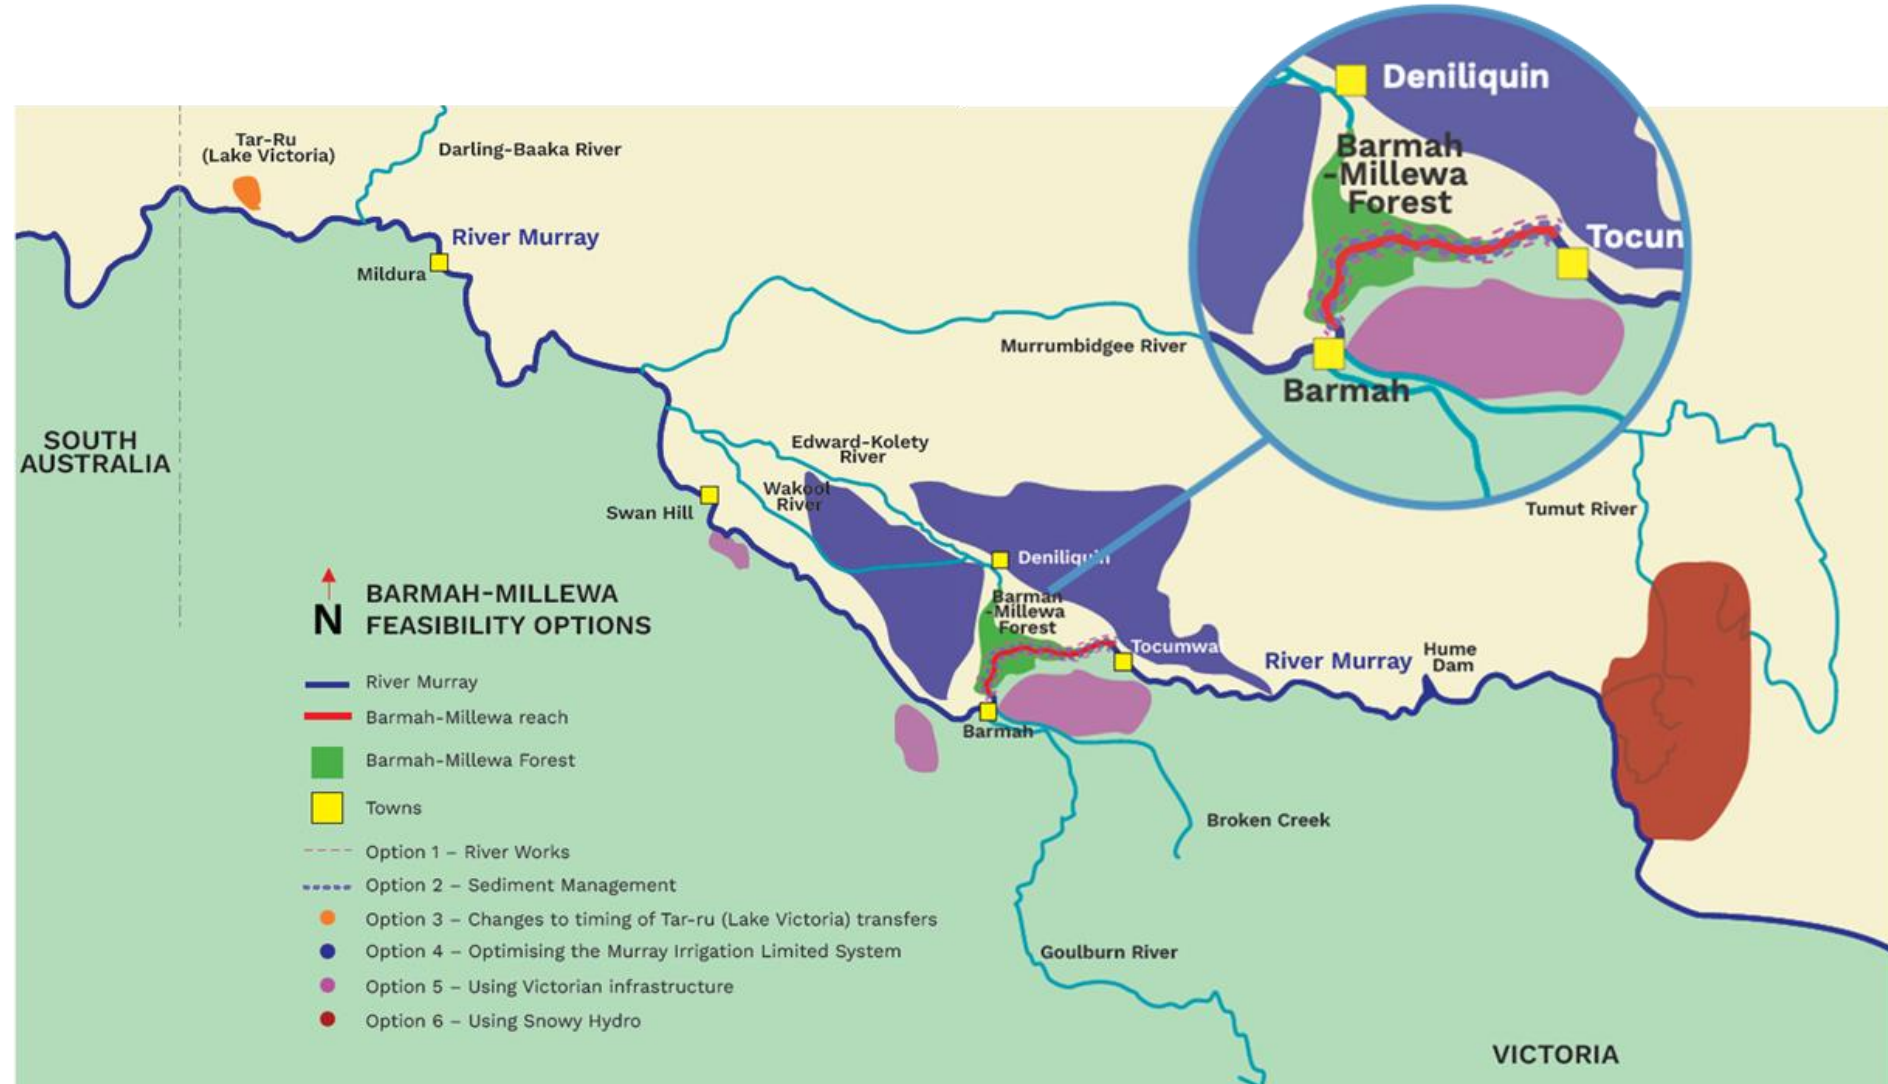 Deniliquin
Barmah
-Millewa
Forest
Tocun
Barmah
Tar-Ru
(Lake Victoria)
Darling-Baaka River
River Murray
Mildura
Murrumbidgee River
SOUTH
AUSTRALIA
Edward-Kolety
River
Wakool
River
Swan Hill
Tumut River
Deniliquin
Barmah
-Millewa
Forest
Tocumwa
River Murray
Hume
Dam
Barmah
Broken Creek
Goulburn River
VICTORIA
N
BARMAH-MILLEWA
FEASIBILITY OPTIONS
River Murray
Barmah-Millewa reach
Barmah-Millewa Forest
Towns
Option 1 – River Works
Option 2 – Sediment Management
Option 3 – Changes to timing of Tar-ru (Lake Victoria) transfers
Option 4 – Optimising the Murray Irrigation Limited System
Option 5 – Using Victorian infrastructure
Option 6 – Using Snowy Hydro